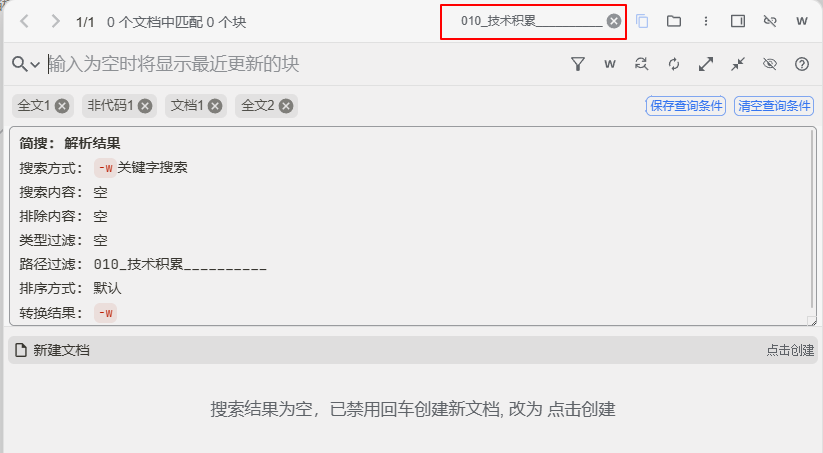 1/1 0 个文档中匹配 0 个块 010_技术积累__________ W
输入为空时将显示最近更新的块 W
全文1 非代码1 文档1 全文2 保存查询条件 清空查询条件
简搜: 解析结果
搜索方式: -w关键字搜索
搜索内容: 空
排除内容: 空
类型过滤: 空
路径过滤: 010_技术积累__________
排序方式: 默认
转换结果: -w
新建文档 点击创建
搜索结果为空，已禁用回车创建新文档, 改为 点击创建